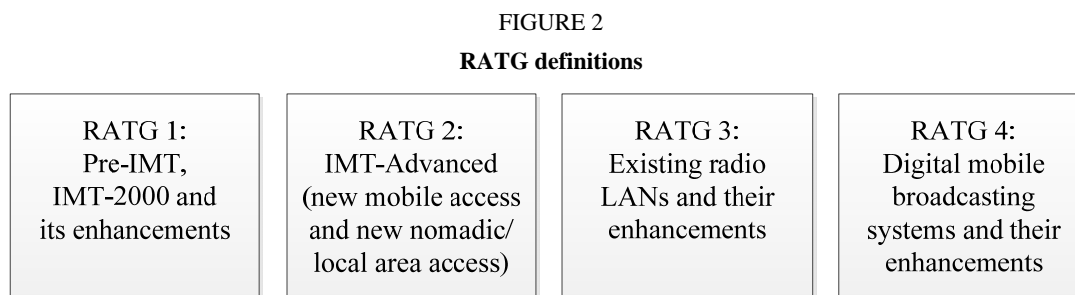 FIGURE 2
RATG definitions
RATG 1:
Pre-IMT,
IMT-2000 and
its enhancements
RATG 2:
IMT-Advanced
(new mobile access
and new nomadic/
local area access)
RATG 3:
Existing radio
LANs and their
enhancements
RATG 4:
Digital mobile
broadcasting
systems and their
enhancements